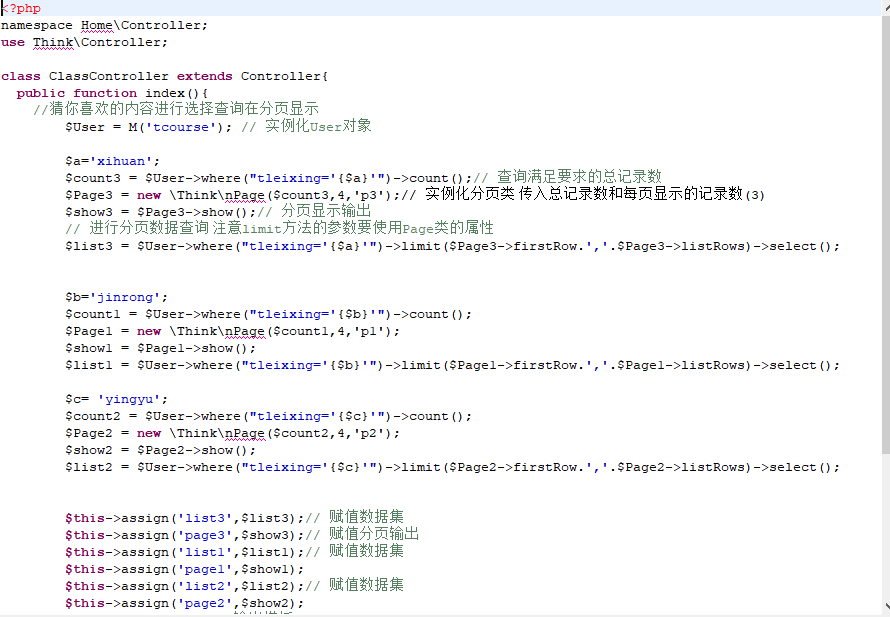 <?php
namespace Home\Controller;
use Think\Controller;
class ClassController extends Controller{
public function index(){
//猜你喜欢的内容进行选择查询在分页显示
$User = M('tcourse'); // 实例化User对象
$a='xihuan';
$count3 = $User->where("tleixing='{$a}'")->count();// 查询满足要求的总记录数
$Page3 = new \Think\nPage($count3,4,'p3');// 实例化分页类 传入总记录数和每页显示的记录数(3)
$show3 = $Page3->show();// 分页显示输出
// 进行分页数据查询 注意limit方法的参数要使用Page类的属性
$list3 = $User->where("tleixing='{$a}'")->limit($Page3->firstRow.','.$Page3->listRows)->select();
$b='jinrong';
$count1 = $User->where("tleixing='{$b}'")->count();
$Page1 = new \Think\nPage($count1,4,'p1');
$show1 = $Page1->show();
$list1 = $User->where("tleixing='{$b}'")->limit($Page1->firstRow.','.$Page1->listRows)->select();
$c= 'yingyu';
$count2 = $User->where("tleixing='{$c}'")->count();
$Page2 = new \Think\nPage($count2,4,'p2');
$show2 = $Page2->show();
$list2 = $User->where("tleixing='{$c}'")->limit($Page2->firstRow.','.$Page2->listRows)->select();
$this->assign('list3',$list3);// 赋值数据集
$this->assign('page3',$show3);// 赋值分页输出
$this->assign('list1',$list1);// 赋值数据集
$this->assign('page1',$show1);
$this->assign('list2',$list2);// 赋值数据集
$this->assign('page2',$show2);